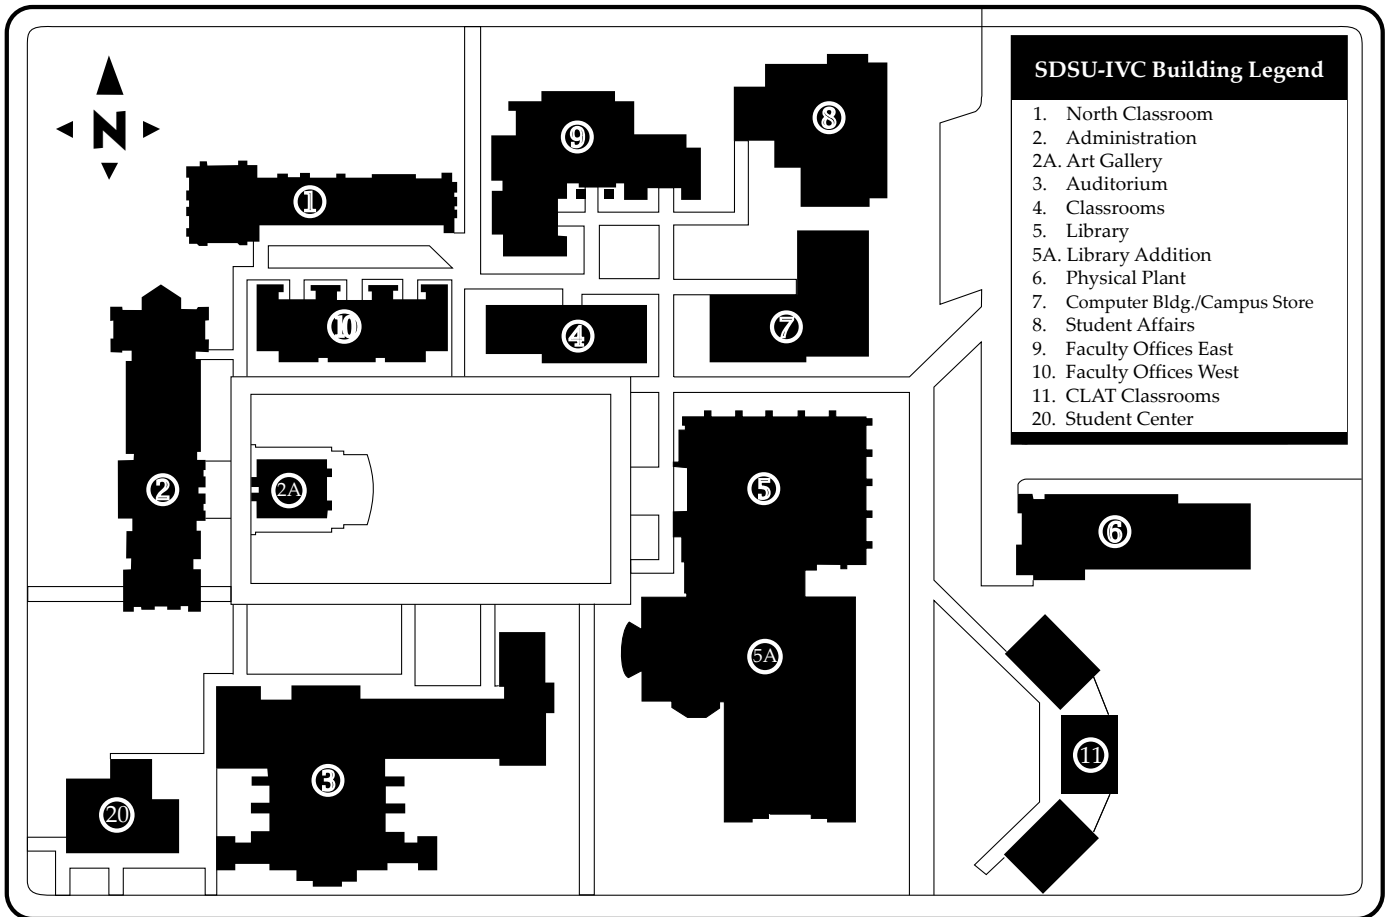 N
SDSU-IVC Building Legend
1. North Classroom
2. Administration
2A. Art Gallery
3. Auditorium
4. Classrooms
5. Library
5A. Library Addition
6. Physical Plant
7. Computer Bldg./Campus Store
8. Student Affairs
9. Faculty Offices East
10. Faculty Offices West
11. CLAT Classrooms
20. Student Center
8
9
1
10
4
7
2
2A
5
6
5A
11
3
20